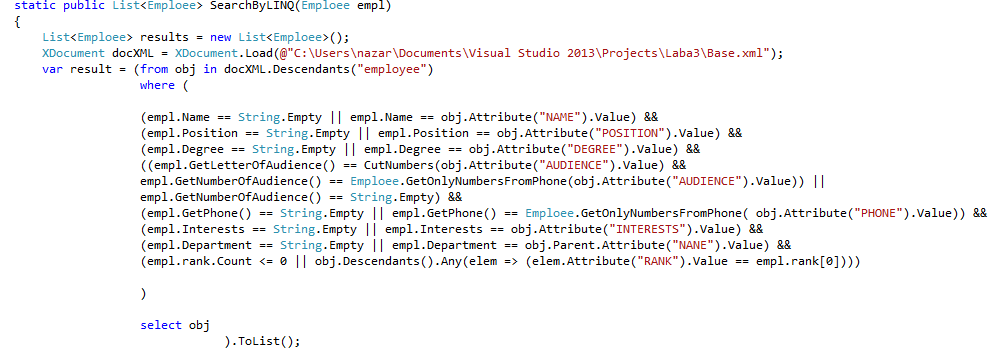 static public List<Emploee> SearchByLINQ(Emploee empl)
{
List<Emploee> results = new List<Emploee>();
XDocument docXML = XDocument.Load(@"C:\Users\nazar\Documents\Visual Studio 2013\Projects\Laba3\Base.xml");
var result = (from obj in docXML.Descendants("employee")
where (
(empl.Name == String.Empty || empl.Name == obj.Attribute("NAME").Value) &&
(empl.Position == String.Empty || empl.Position == obj.Attribute("POSITION").Value) &&
(empl.Degree == String.Empty || empl.Degree == obj.Attribute("DEGREE").Value) &&
((empl.GetLetterOfAudience() == CutNumbers(obj.Attribute("AUDIENCE").Value) &&
empl.GetNumberOfAudience() == Emploee.GetOnlyNumbersFromPhone(obj.Attribute("AUDIENCE").Value)) ||
empl.GetNumberOfAudience() == String.Empty) &&
(empl.GetPhone() == String.Empty || empl.GetPhone() == Emploee.GetOnlyNumbersFromPhone( obj.Attribute("PHONE").Value)) &&
(empl.Interests == String.Empty || empl.Interests == obj.Attribute("INTERESTS").Value) &&
(empl.Department == String.Empty || empl.Department == obj.Parent.Attribute("NANE").Value) &&
(empl.rank.Count <= 0 || obj.Descendants().Any(elem => (elem.Attribute("RANK").Value == empl.rank[0])))
)
select obj
).ToList();